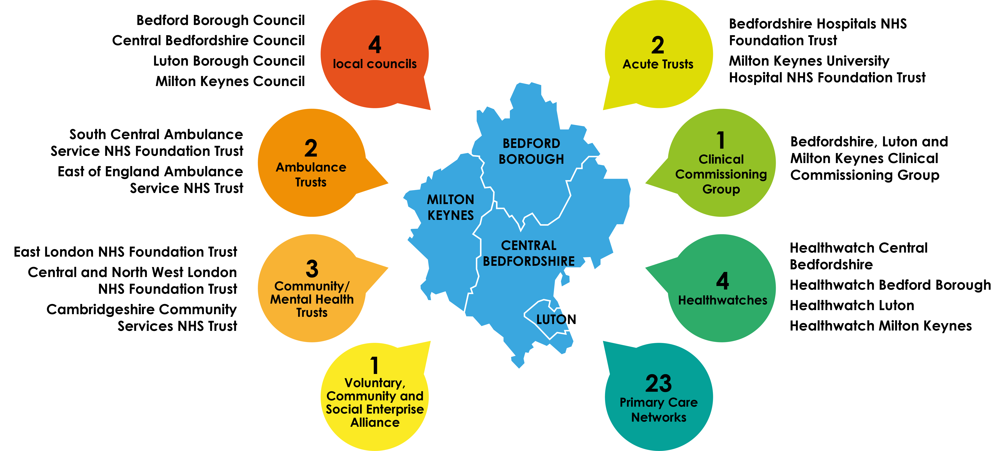 Bedford Borough Council
Central Bedfordshire Council
Luton Borough Council
Milton Keynes Council
4
local councils
2
Acute Trusts
Bedfordshire Hospitals NHS
Foundation Trust
Milton Keynes University
Hospital NHS Foundation Trust
South Central Ambulance
Service NHS Foundation Trust
East of England Ambulance
Service NHS Trust
2
Ambulance
Trusts
1
Clinical
Commissioning
Group
Bedfordshire, Luton and
Milton Keynes Clinical
Commissioning Group
BEDFORD
BOROUGH
MILTON
KEYNES
CENTRAL
BEDFORDSHIRE
LUTON
East London NHS Foundation Trust
Central and North West London
NHS Foundation Trust
Cambridgeshire Community
Services NHS Trust
3
Community/
Mental Health
Trusts
4
Healthwatches
Healthwatch Central
Bedfordshire
Healthwatch Bedford Borough
Healthwatch Luton
Healthwatch Milton Keynes
1
Voluntary,
Community and
Social Enterprise
Alliance
23
Primary Care
Networks